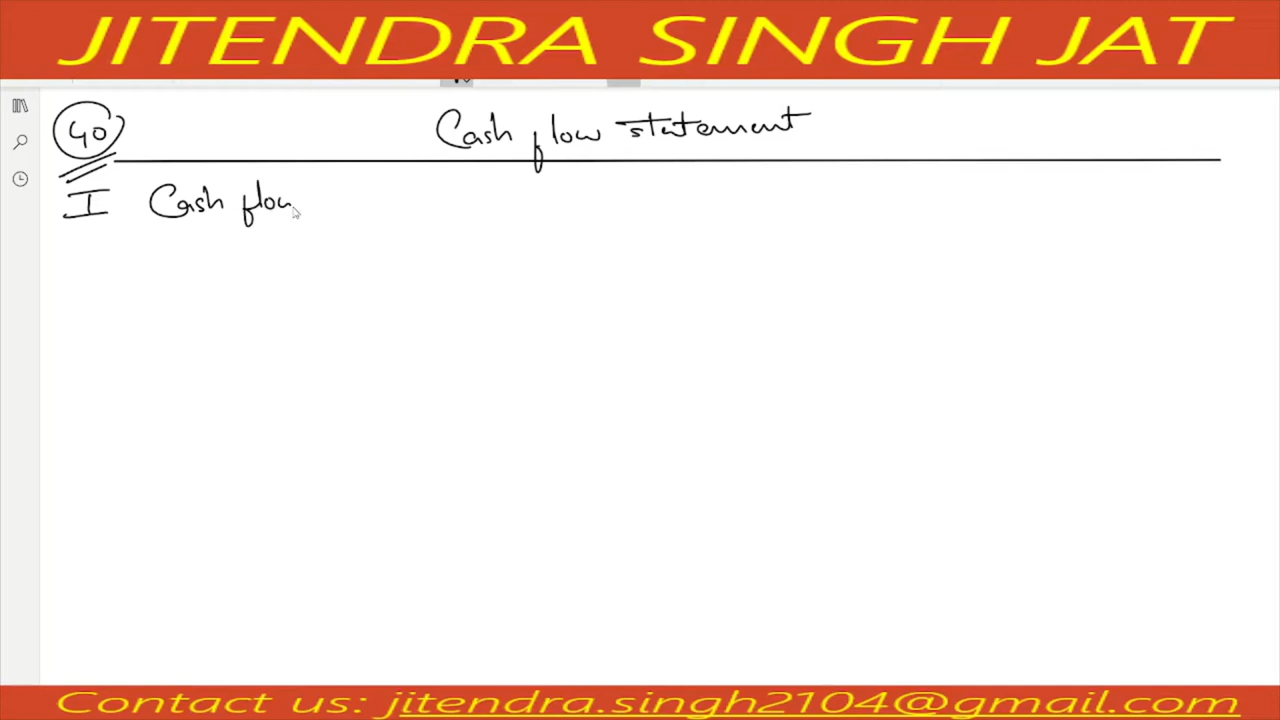 JITENDRA SINGH JAT
40 Cash flow statement
I Cash flow
Contact us: jitendra.singh2104@gmail.com